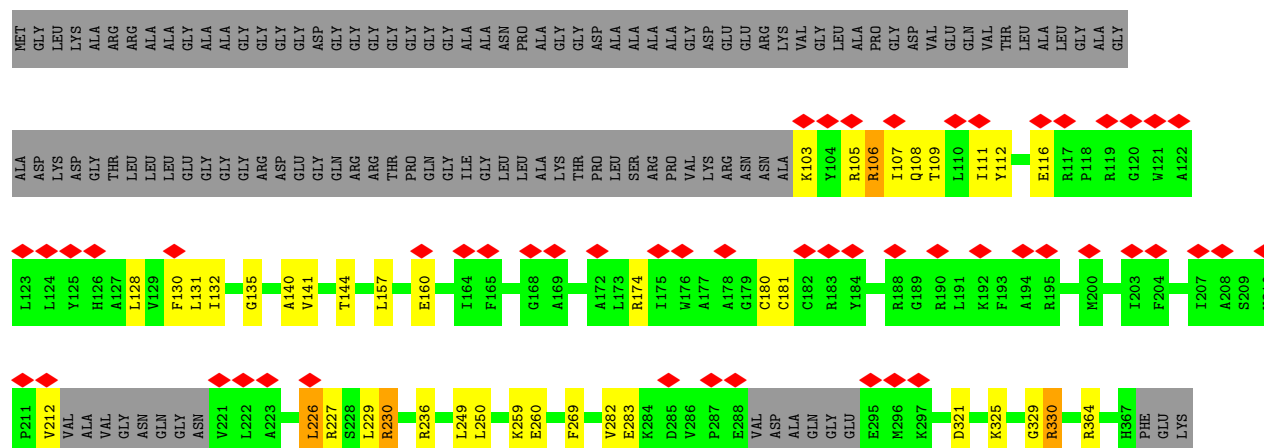 MET GLY LEU LYS ALA ARG ARG ALA ALA GLY ALA ALA GLY GLY GLY GLY ASP GLY GLY GLY GLY GLY GLY ALA ALA ASN PRO ALA GLY GLY ASP ALA ALA ALA ALA GLY ASP GLU GLU ARG LYS VAL GLY LEU ALA PRO GLY ASP VAL GLU GLN VAL THR LEU ALA LEU GLY ALA GLY
ALA ASP LYS ASP GLY THR LEU LEU LEU GLU GLY GLY GLY ARG ASP GLU GLY GLN ARG ARG THR PRO GLN GLY ILE GLY LEU LEU ALA LYS THR PRO LEU SER ARG PRO VAL LYS ARG ASN ASN ALA K103 Y104 R105 R106 I107 Q108 T109 L110 I111 Y112 E116 R117 P118 R119 G120 W121 A122
L123 L124 Y125 H126 A127 L128 V129 F130 L131 I132 G135 A140 V141 T144 L157 E160 I164 F165 G168 A169 A172 L173 R174 I175 W176 A177 A178 G179 C180 C181 C182 R183 Y184 R188 G189 R190 L191 K192 F193 A194 R195 M200 I203 F204 I207 A208 S209
P211 V212 VAL ALA VAL GLY ASN GLN GLY ASN V221 L222 A223 L226 R227 S228 L229 R230 R236 L249 L250 K259 E260 F269 V282 E283 K284 D285 V286 P287 E288 VAL ASP ALA GLN GLY GLU E295 M296 K297 D321 K325 G329 R330 R364 I367 PHE GLU LYS